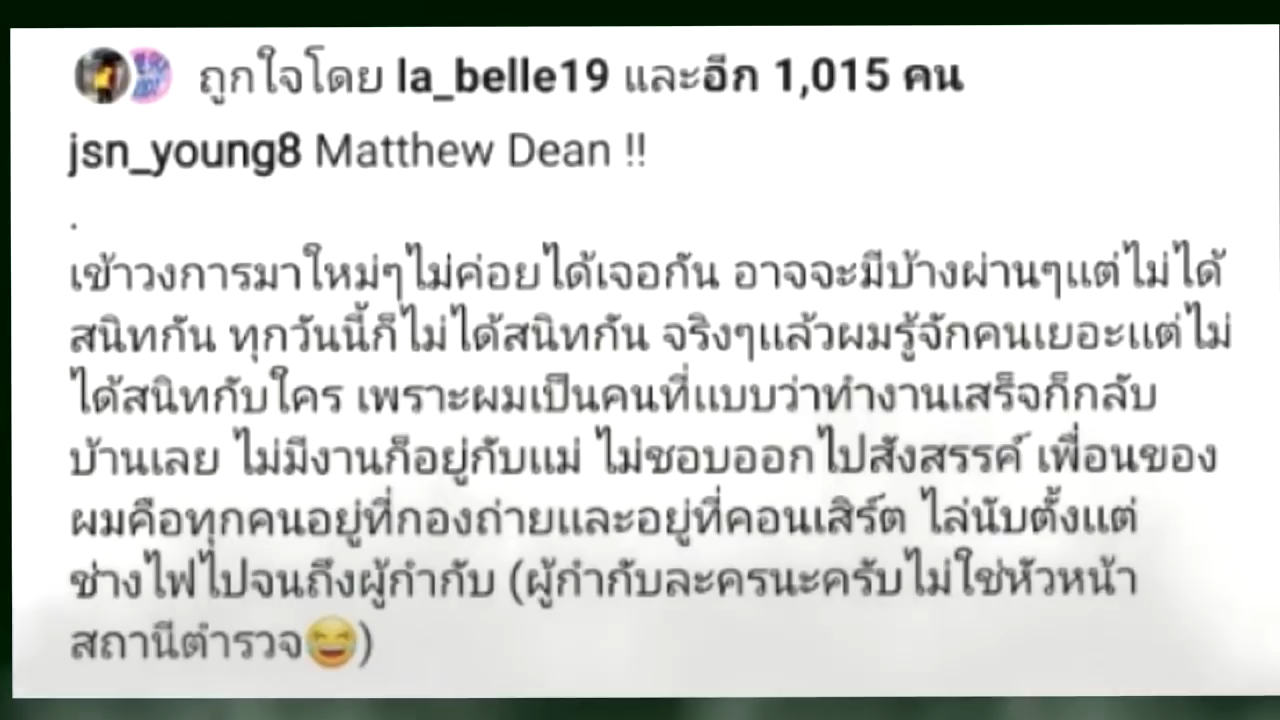 ถูกใจโดย la_belle19 และอีก 1,015 คน
jsn_young8 Matthew Dean !!
.
เข้าวงการมาใหม่ๆไม่ค่อยได้เจอกัน อาจจะมีบ้างผ่านๆแต่ไม่ได้
สนิทกัน ทุกวันนี้ก็ไม่ได้สนิทกัน จริงๆแล้วผมรู้จักคนเยอะแต่ไม่
ได้สนิทกับใคร เพราะผมเป็นคนที่แบบว่าทำงานเสร็จก็กลับ
บ้านเลย ไม่มีงานก็อยู่กับแม่ ไม่ชอบออกไปสังสรรค์ เพื่อนของ
ผมคือทุกคนอยู่ที่กองถ่ายและอยู่ที่คอนเสิร์ต ไล่นับตั้งแต่
ช่างไฟไปจนถึงผู้กำกับ (ผู้กำกับละครนะครับไม่ใช่หัวหน้า
สถานีตำรวจ😂)